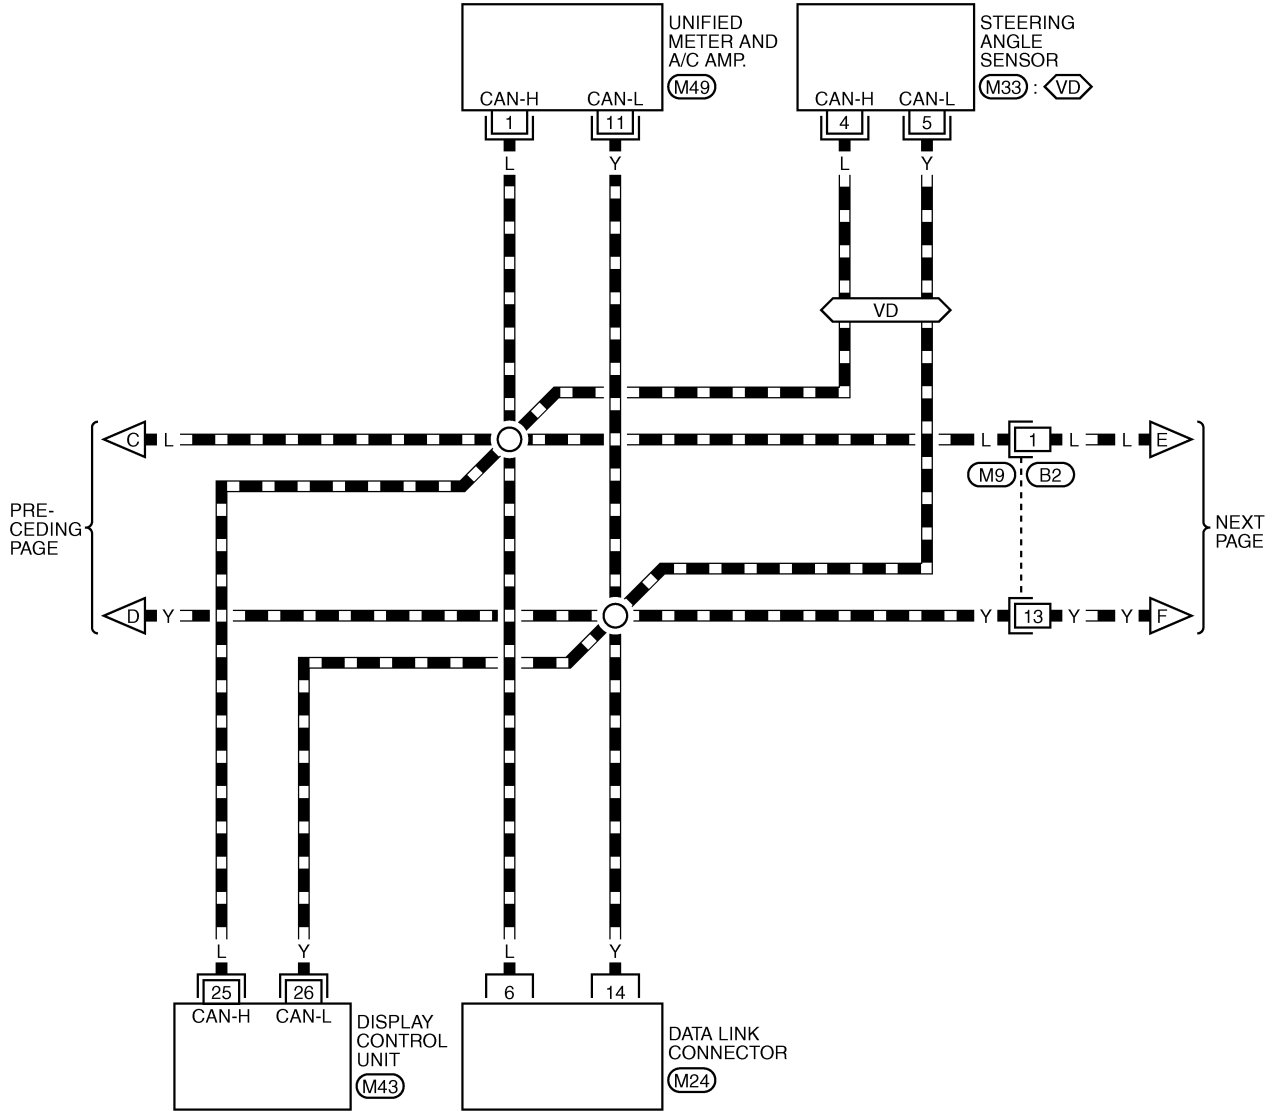 UNIFIED
METER AND
A/C AMP.
M49
CAN-H CAN-L
1 11
L Y
STEERING
ANGLE
SENSOR
M33 : VD
CAN-H CAN-L
4 5
L Y
VD
PRE-
CEDING
PAGE
C L
L 1 L L E
M9 B2
NEXT
PAGE
D Y
Y 13 Y Y F
L Y
25 26
CAN-H CAN-L
DISPLAY
CONTROL
UNIT
M43
L Y
6 14
DATA LINK
CONNECTOR
M24